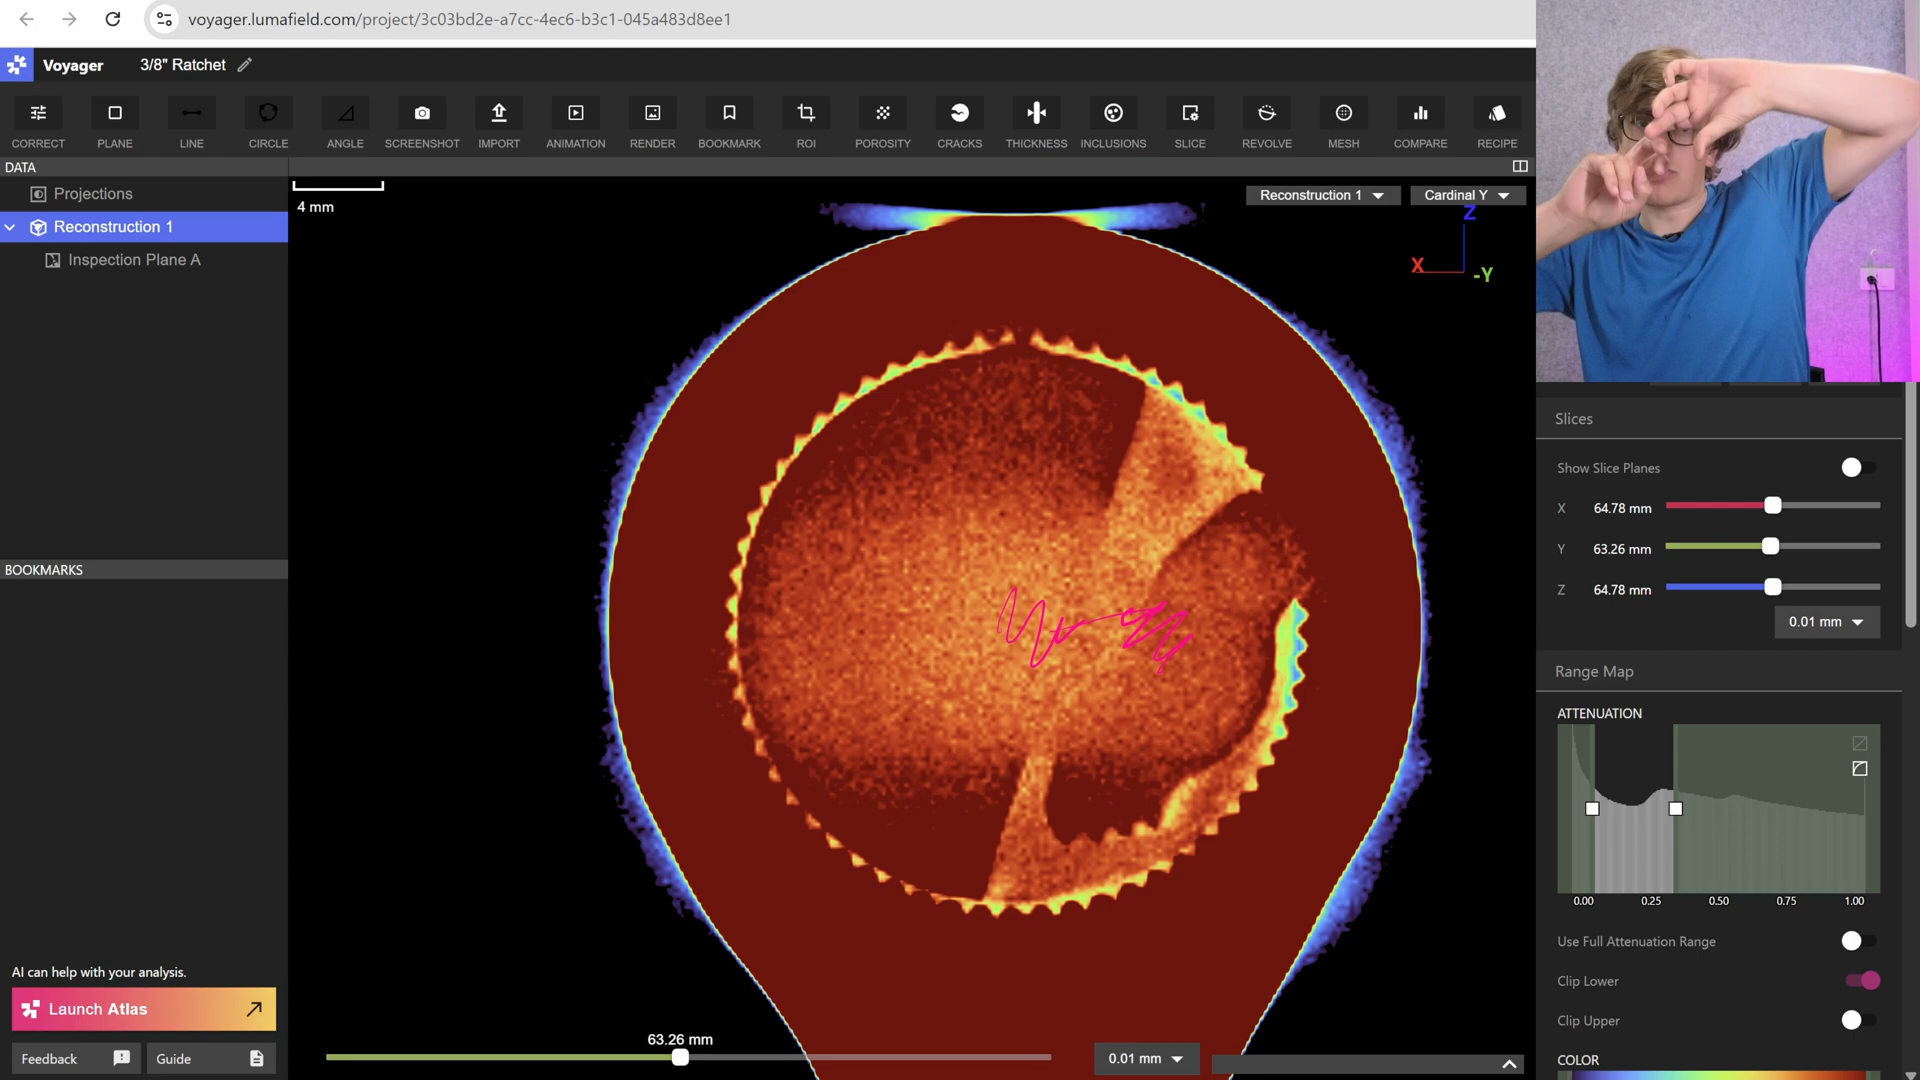 voyager.lumafield.com/project/3c03bd2e-a7cc-4ec6-b3c1-045a483d8ee1
Voyager
3/8" Ratchet
CORRECT PLANE LINE CIRCLE ANGLE SCREENSHOT IMPORT ANIMATION RENDER BOOKMARK ROI POROSITY CRACKS THICKNESS INCLUSIONS SLICE REVOLVE MESH COMPARE RECIPE
DATA
Projections
Reconstruction 1
Inspection Plane A
BOOKMARKS
AI can help with your analysis.
Launch Atlas
Feedback
Guide
4 mm
Reconstruction 1
Cardinal Y
Z
X
-Y
63.26 mm
0.01 mm
Slices
Show Slice Planes
X 64.78 mm
Y 63.26 mm
Z 64.78 mm
0.01 mm
Range Map
ATTENUATION
0.00 0.25 0.50 0.75 1.00
Use Full Attenuation Range
Clip Lower
Clip Upper
COLOR